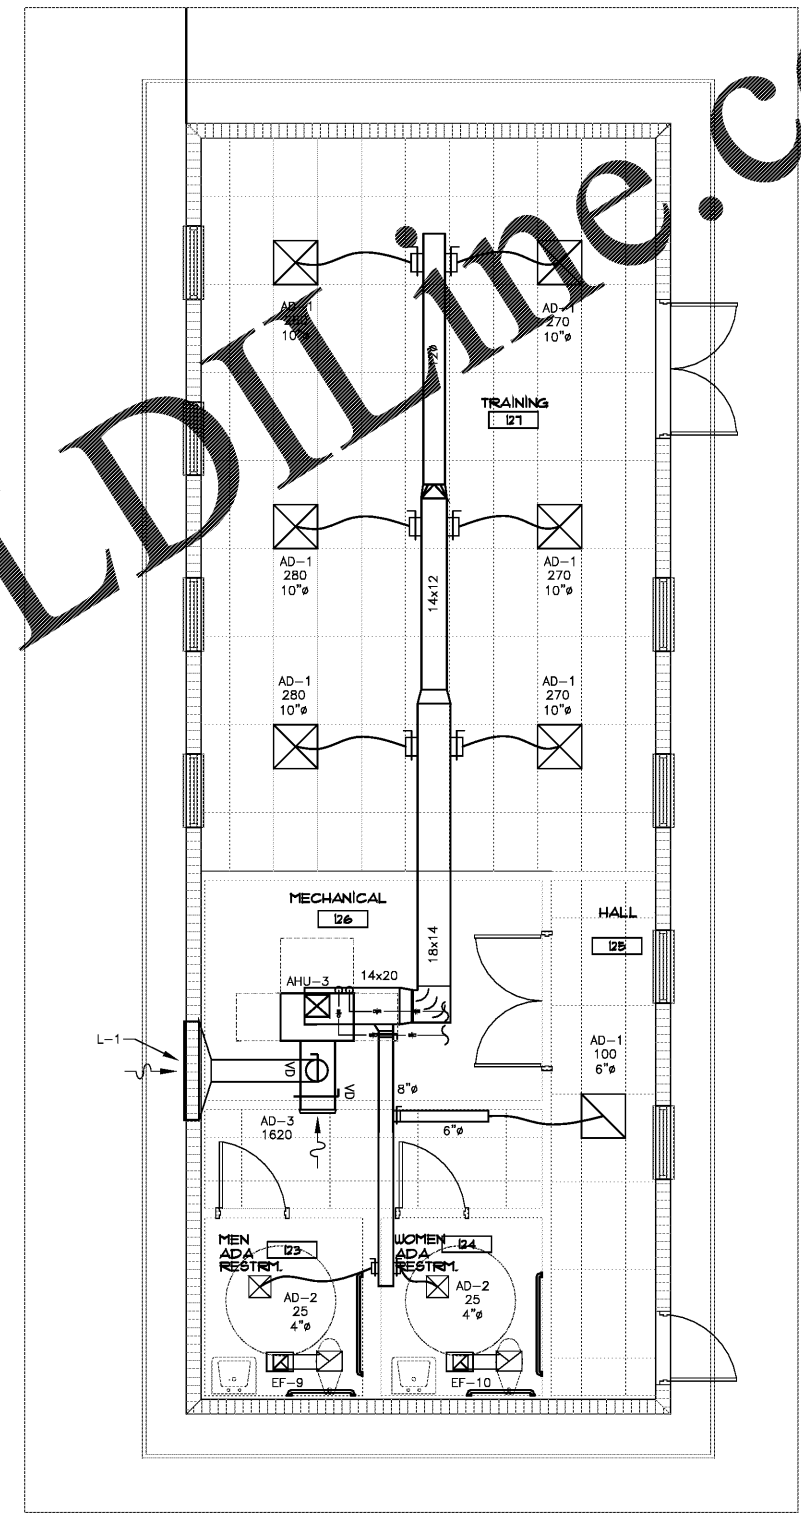 LDILine.c
AD-1
10"ø
AD-1
270
10"ø
TRAINING
127
AD-1
280
10"ø
14x12
AD-1
270
10"ø
AD-1
280
10"ø
AD-1
270
10"ø
MECHANICAL
126
18x14
HALL
125
AHU-3
14x20
L-1
VD
VD
AD-1
100
6"ø
8"ø
6"ø
AD-3
1620
MEN
ADA
RESTRM.
123
WOMEN
ADA
RESTRM.
124
AD-2
25
4"ø
AD-2
25
4"ø
EF-9
EF-10